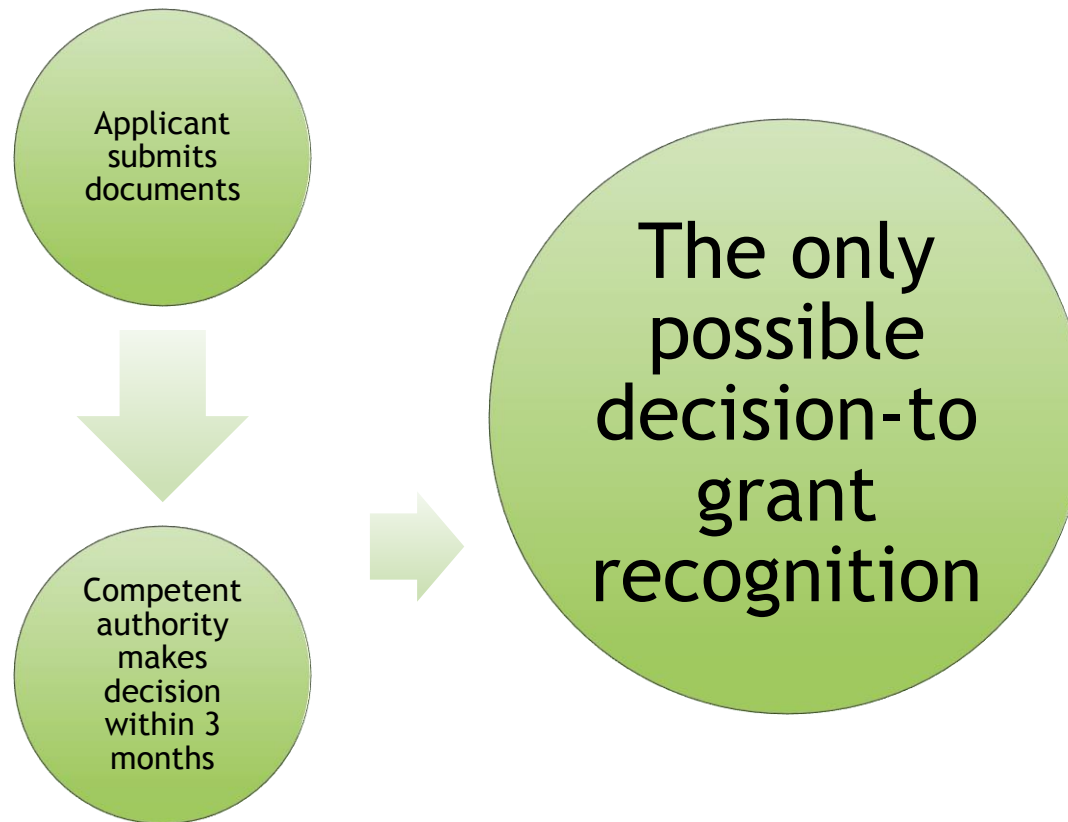 Applicant
submits
documents
Competent
authority
makes
decision
within 3
months
The only
possible
decision-to
grant
recognition